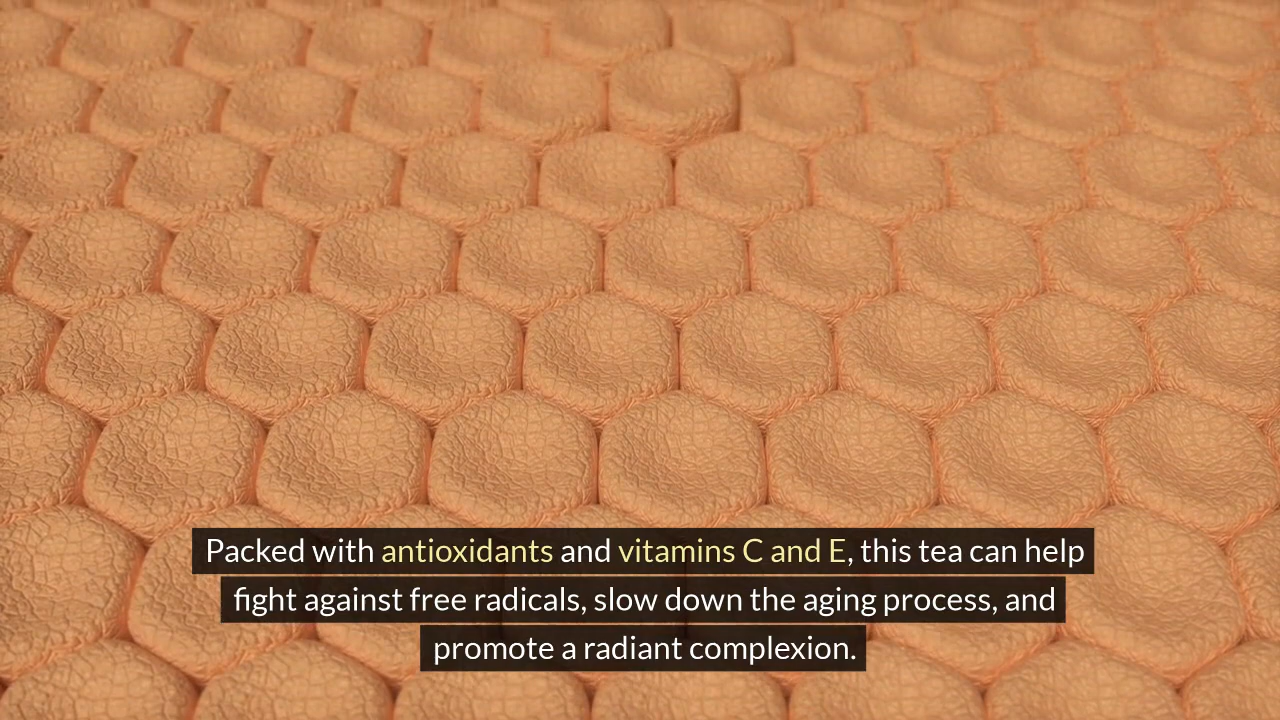 Packed with antioxidants and vitamins C and E, this tea can help
fight against free radicals, slow down the aging process, and
promote a radiant complexion.